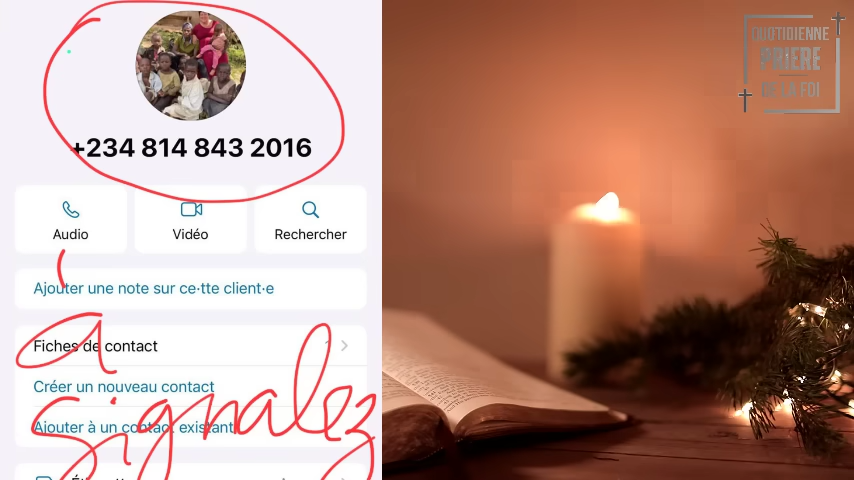 +234 814 843 2016
Audio
Vidéo
Rechercher
Ajouter une note sur ce·tte client·e
Fiches de contact
Créer un nouveau contact
Ajouter à un contact existant
a
signalez
QUOTIDIENNE
PRIERE
DE LA FOI